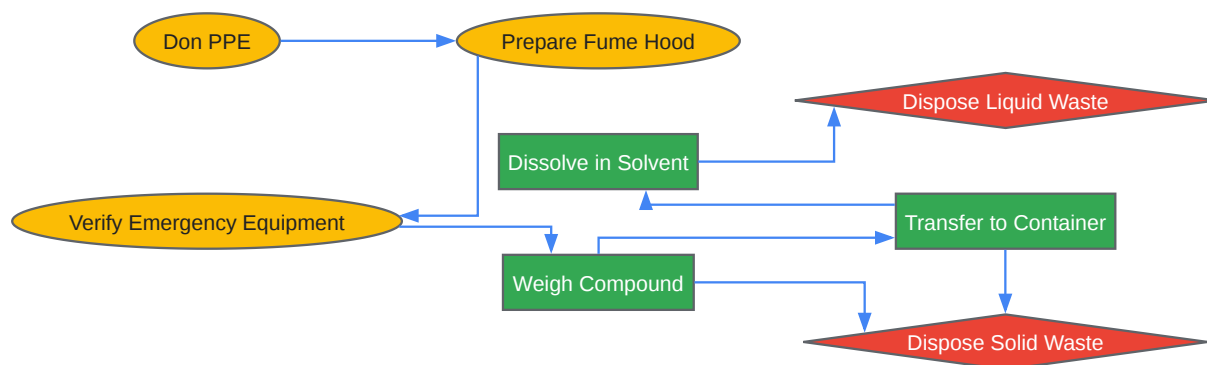 Don PPE
Prepare Fume Hood
Dispose Liquid Waste
Dissolve in Solvent
Verify Emergency Equipment
Transfer to Container
Weigh Compound
Dispose Solid Waste